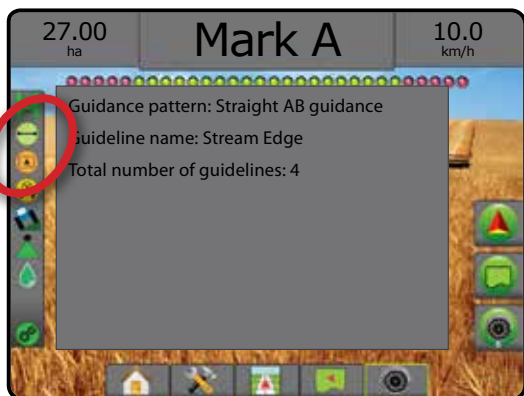 27.00
ha
Mark A
10.0
km/h
Guidance pattern: Straight AB guidance
Guideline name: Stream Edge
Total number of guidelines: 4